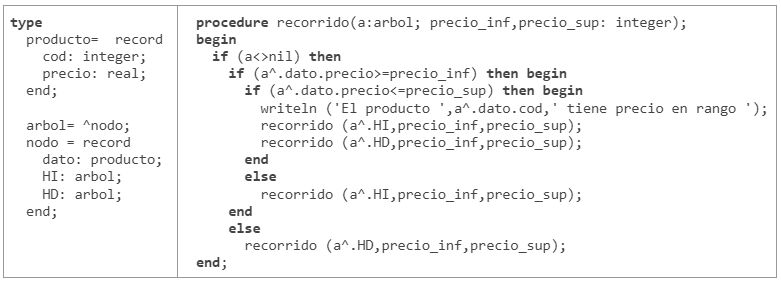 type
producto=  record
cod: integer;
precio: real;
end;
arbol= ^nodo;
nodo = record
dato: producto;
HI: arbol;
HD: arbol;
end;
procedure recorrido(a:arbol; precio_inf,precio_sup: integer);
begin
if (a<>nil) then
if (a^.dato.precio>=precio_inf) then begin
if (a^.dato.precio<=precio_sup) then begin
writeln ('El producto ',a^.dato.cod,' tiene precio en rango ');
recorrido (a^.HI,precio_inf,precio_sup);
recorrido (a^.HD,precio_inf,precio_sup);
end
else
recorrido (a^.HI,precio_inf,precio_sup);
end
else
recorrido (a^.HD,precio_inf,precio_sup);
end;